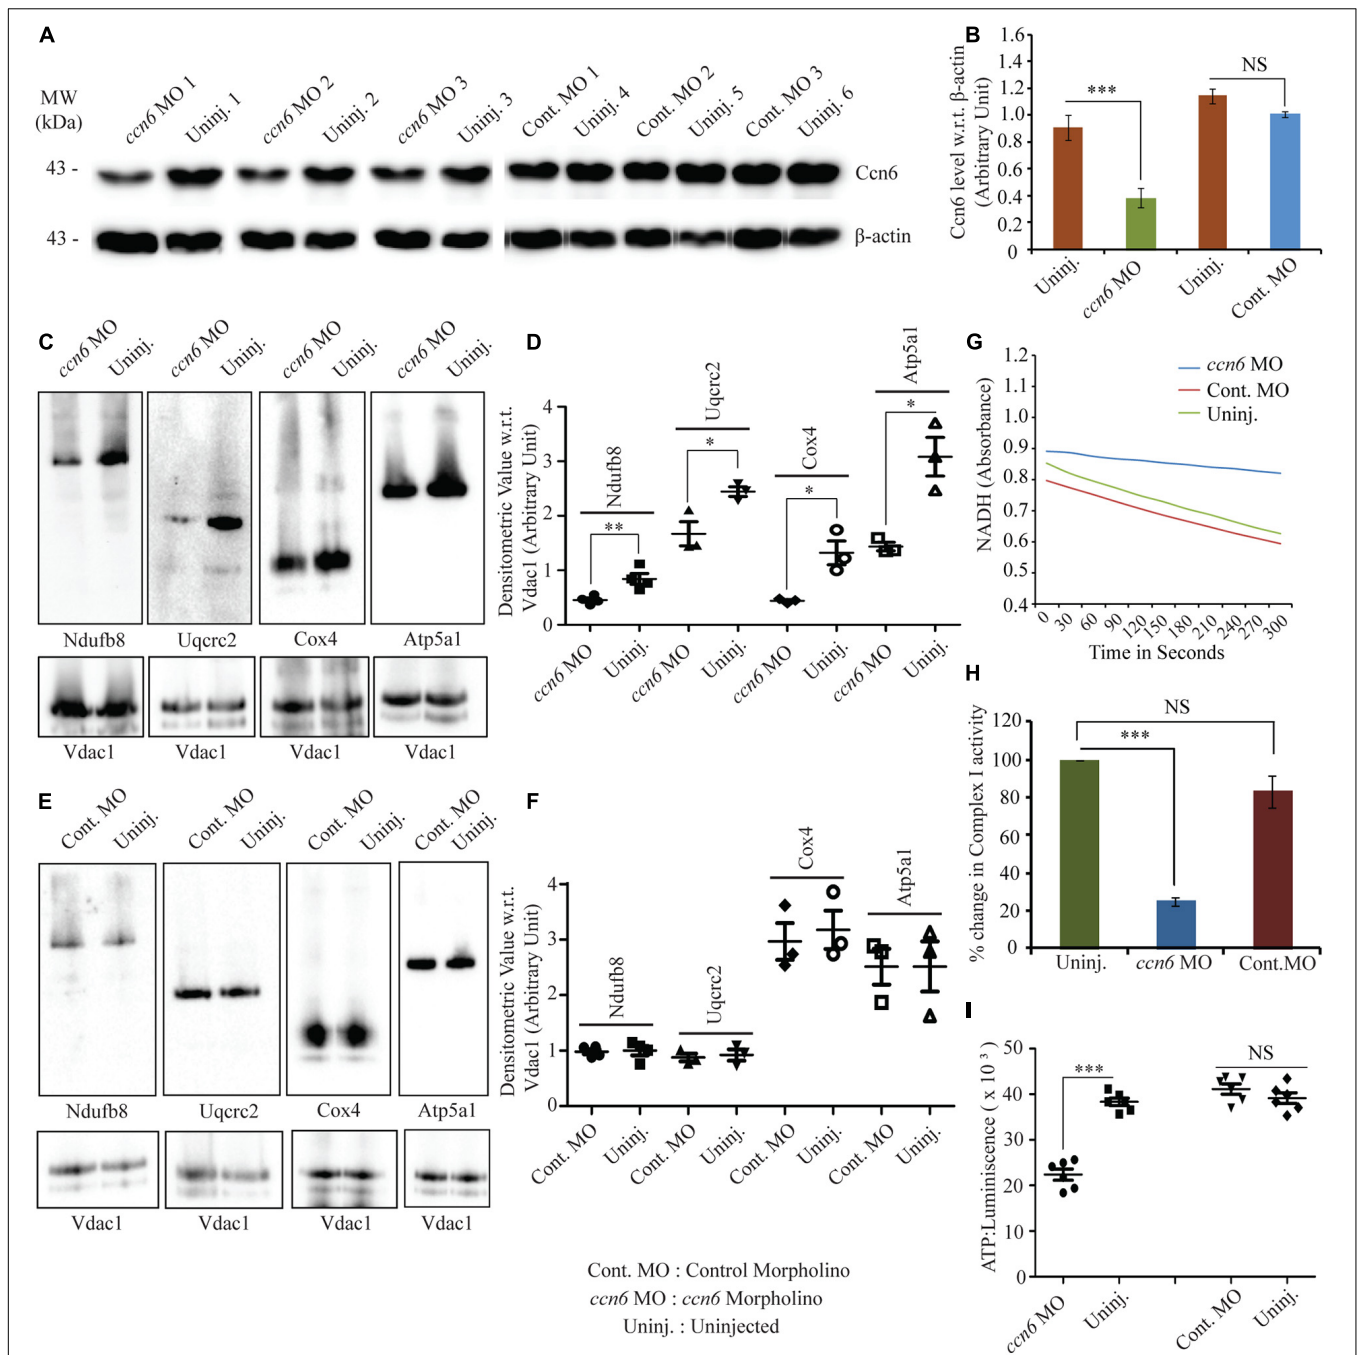 A
MW
(kDa)
ccn6 MO 1
Uninj. 1
ccn6 MO 2
Uninj. 2
ccn6 MO 3
Uninj. 3
Cont. MO 1
Uninj. 4
Cont. MO 2
Uninj. 5
Cont. MO 3
Uninj. 6
43 -
Ccn6
43 -
β-actin
B
Ccn6 level w.r.t. β-actin
(Arbitrary Unit)
1.6
1.4
1.2
1.0
0.8
0.6
0.4
0.2
0
***
NS
Uninj.
ccn6 MO
Uninj.
Cont. MO
C
ccn6 MO
Uninj.
ccn6 MO
Uninj.
ccn6 MO
Uninj.
ccn6 MO
Uninj.
Ndufb8
Uqcrc2
Cox4
Atp5a1
Vdac1
Vdac1
Vdac1
Vdac1
D
Densitometric Value w.r.t.
Vdac1 (Arbitrary Unit)
4
3
2
1
0
Ndufb8
**
Uqcrc2
*
Cox4
*
Atp5a1
*
ccn6 MO
Uninj.
ccn6 MO
Uninj.
ccn6 MO
Uninj.
ccn6 MO
Uninj.
G
NADH (Absorbance)
1.2
1.1
1.0
0.9
0.8
0.7
0.6
0.5
0.4
ccn6 MO
Cont. MO
Uninj.
0
30
60
90
120
150
180
210
240
270
300
Time in Seconds
H
% change in Complex I activity
120
100
80
60
40
20
0
NS
***
Uninj.
ccn6 MO
Cont.MO
E
Cont. MO
Uninj.
Cont. MO
Uninj.
Cont. MO
Uninj.
Cont. MO
Uninj.
Ndufb8
Uqcrc2
Cox4
Atp5a1
Vdac1
Vdac1
Vdac1
Vdac1
F
Densitometric Value w.r.t.
Vdac1 (Arbitrary Unit)
4
3
2
1
0
Ndufb8
Uqcrc2
Cox4
Atp5a1
Cont. MO
Uninj.
Cont. MO
Uninj.
Cont. MO
Uninj.
Cont. MO
Uninj.
I
ATP:Luminiscence ( x 10 ³ )
50
40
30
20
10
0
***
NS
ccn6 MO
Uninj.
Cont. MO
Uninj.
Cont. MO : Control Morpholino
ccn6 MO : ccn6 Morpholino
Uninj. : Uninjected